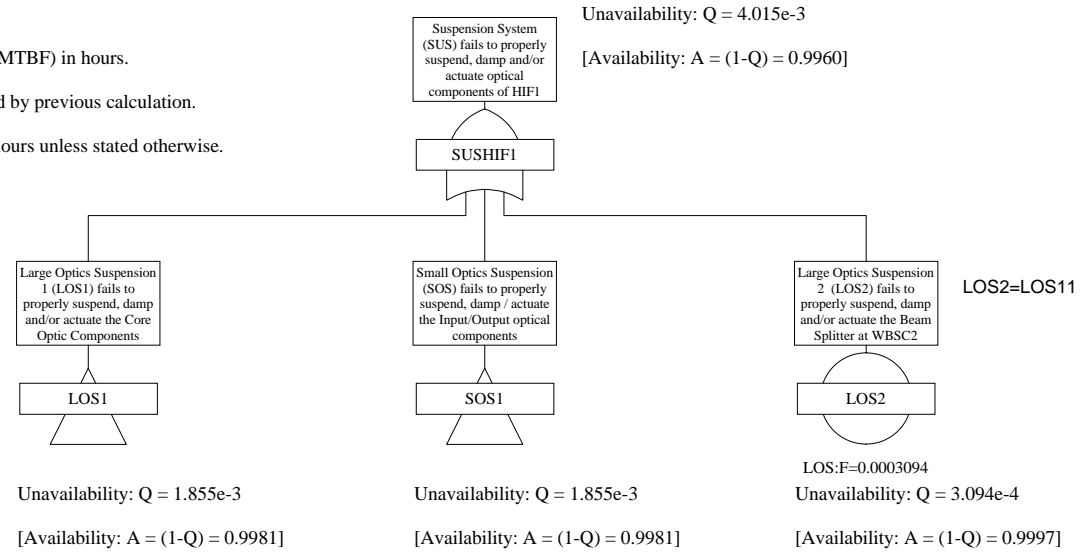 MTBF) in hours.
d by previous calculation.
ours unless stated otherwise.
Suspension System
(SUS) fails to properly
suspend, damp and/or
actuate optical
components of HIF1
Unavailability: Q = 4.015e-3
[Availability: A = (1-Q) = 0.9960]
SUSHIF1
Large Optics Suspension
1 (LOS1) fails to
properly suspend, damp
and/or actuate the Core
Optic Components
LOS1
Unavailability: Q = 1.855e-3
[Availability: A = (1-Q) = 0.9981]
Small Optics Suspension
(SOS) fails to properly
suspend, damp / actuate
the Input/Output optical
components
SOS1
Unavailability: Q = 1.855e-3
[Availability: A = (1-Q) = 0.9981]
Large Optics Suspension
2 (LOS2) fails to
properly suspend, damp
and/or actuate the Beam
Splitter at WBSC2
LOS2=LOS11
LOS2
LOS:F=0.0003094
Unavailability: Q = 3.094e-4
[Availability: A = (1-Q) = 0.9997]